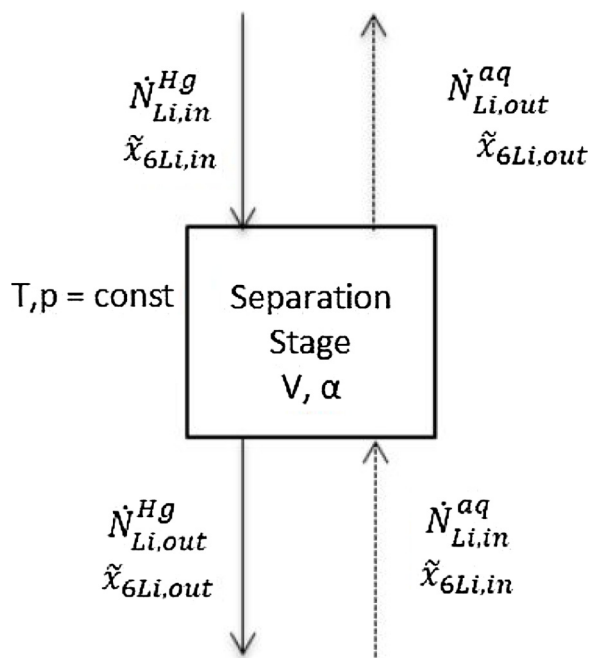 Ṅ^{Hg}_{Li,in}
x̃_{6Li,in}
Ṅ^{aq}_{Li,out}
x̃_{6Li,out}
T,p = const
Separation
Stage
V, α
Ṅ^{Hg}_{Li,out}
x̃_{6Li,out}
Ṅ^{aq}_{Li,in}
x̃_{6Li,in}